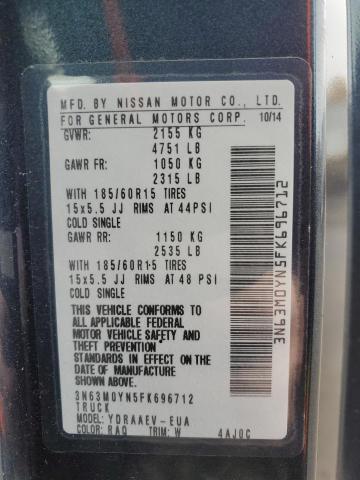 MFD. BY NISSAN MOTOR CO., LTD.
FOR GENERAL MOTORS CORP. 10/14
GVWR: 2155 KG
4751 LB
GAWR FR: 1050 KG
2315 LB
WITH 185/60R15 TIRES
15x5.5 JJ RIMS AT 44PSI
COLD SINGLE
GAWR RR: 1150 KG
2535 LB
WITH 185/60R15 TIRES
15x5.5 JJ RIMS AT 48 PSI
COLD SINGLE
THIS VEHICLE CONFORMS TO
ALL APPLICABLE FEDERAL
MOTOR VEHICLE SAFETY AND
THEFT PREVENTION
STANDARDS IN EFFECT ON THE
DATE OF MANUFACTURE
SHOWN ABOVE.
3N63M0YN5FK696712
TRUCK
MODEL: YDRAAEV-EUA
COLOR: RAQ TRIM: W 4AJ0C
3N63M0YN5FK696712